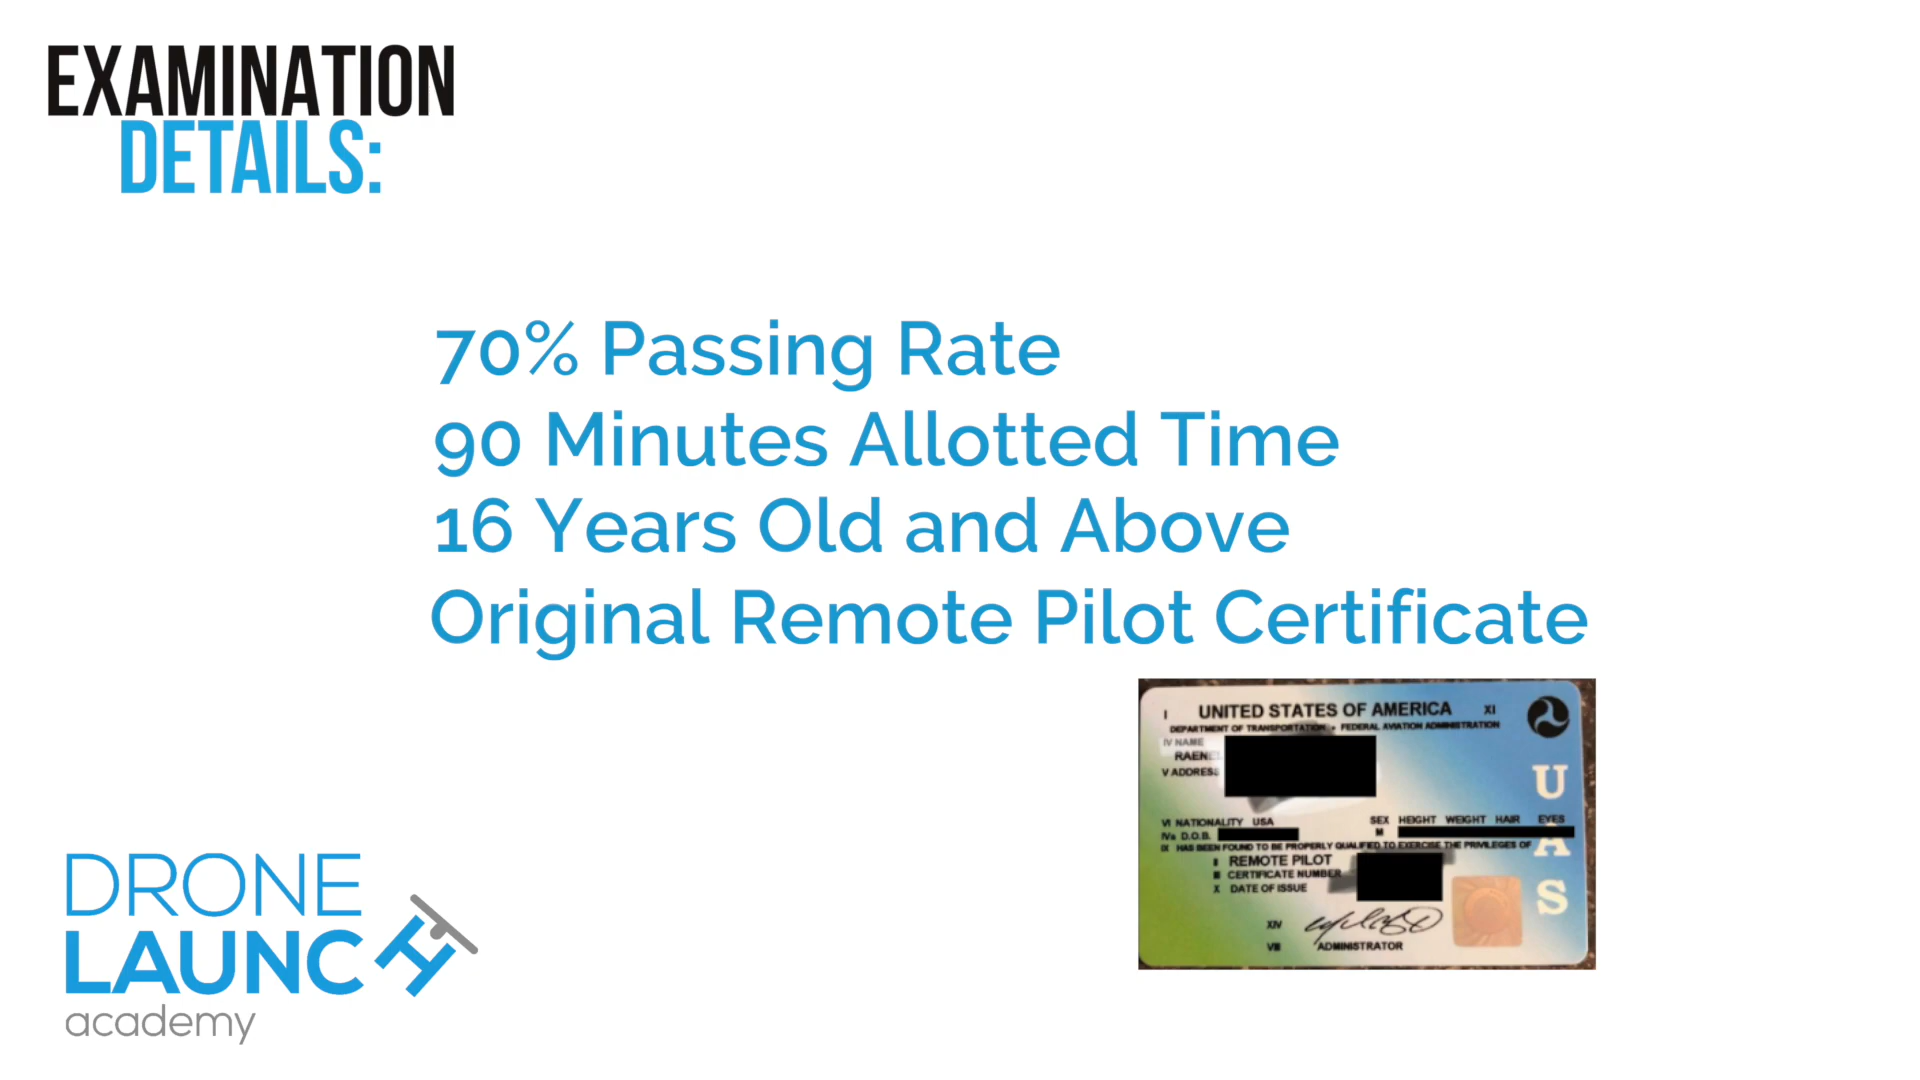 EXAMINATION
DETAILS:
70% Passing Rate
90 Minutes Allotted Time
16 Years Old and Above
Original Remote Pilot Certificate
I UNITED STATES OF AMERICA XI
DEPARTMENT OF TRANSPORTATION • FEDERAL AVIATION ADMINISTRATION
IV NAME
RAENE
V ADDRESS
VI NATIONALITY USA SEX HEIGHT WEIGHT HAIR EYES
IVa D.O.B. M
IX HAS BEEN FOUND TO BE PROPERLY QUALIFIED TO EXERCISE THE PRIVILEGES OF
II REMOTE PILOT
III CERTIFICATE NUMBER
X DATE OF ISSUE
XIV
VIII ADMINISTRATOR
U
A
S
DRONE
LAUNCH
academy